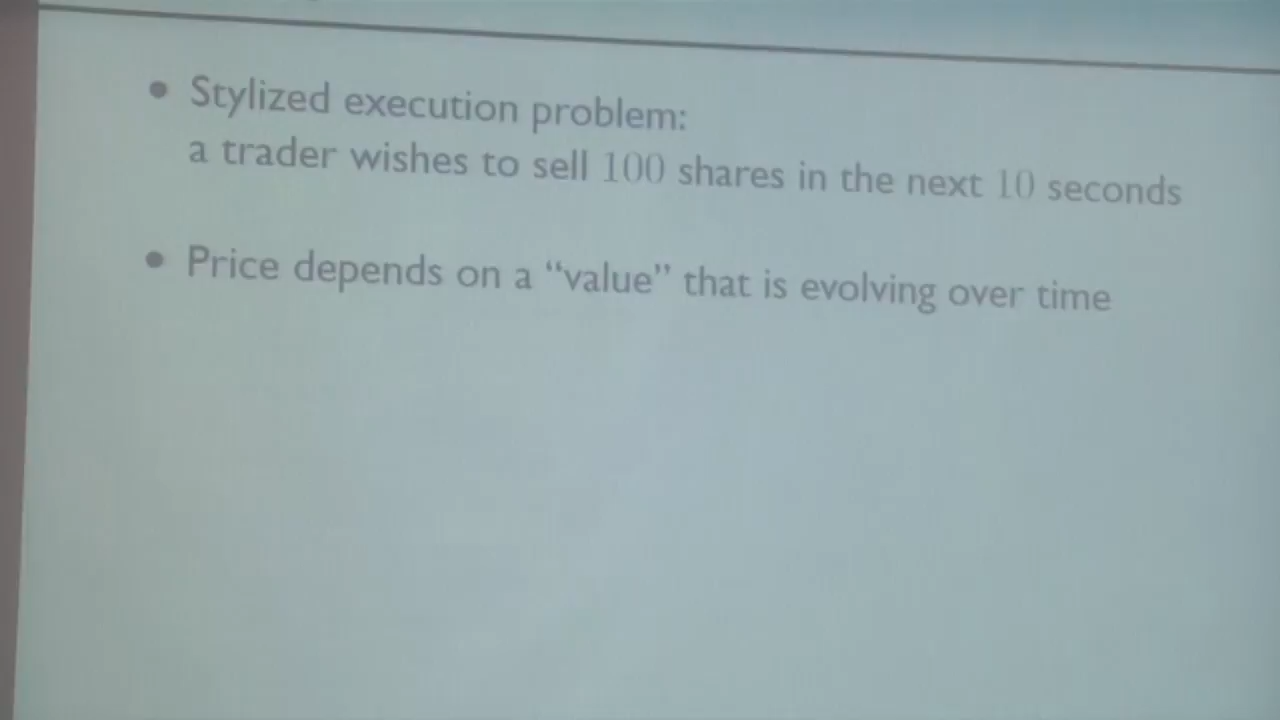 • Stylized execution problem:
a trader wishes to sell 100 shares in the next 10 seconds
• Price depends on a “value” that is evolving over time